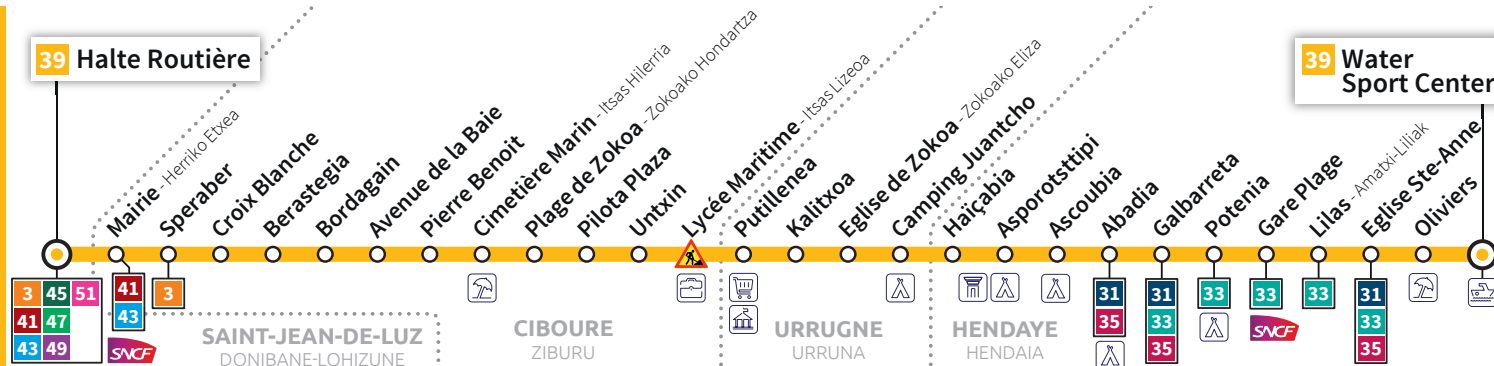 39 Halte Routière
39 Water
Sport Center
Mairie - Herriko Etxea
Speraber
Croix Blanche
Berastegia
Bordagain
Avenue de la Baie
Pierre Benoit
Cimetière Marin - Itsas Hilerria
Plage de Zokoa - Zokoako Hondartza
Pilota Plaza
Untxin
Lycée Maritime - Itsas Lizeoa
Putillenea
Kalitxoa
Eglise de Zokoa - Zokoako Eliza
Camping Juantcho
Haiçabia
Asporotsttipi
Ascoubia
Abadia
Galbarreta
Potenia
Gare Plage
Lilas - Amatxi-Liliak
Eglise Ste-Anne
Oliviers
3 45 51
41 47
43 49
41
43
SNCF
3
31
35
31
33
35
33
33
SNCF
33
31
33
35
SAINT-JEAN-DE-LUZ
DONIBANE-LOHIZUNE
CIBOURE
ZIBURU
URRUGNE
URRUNA
HENDAYE
HENDAIA